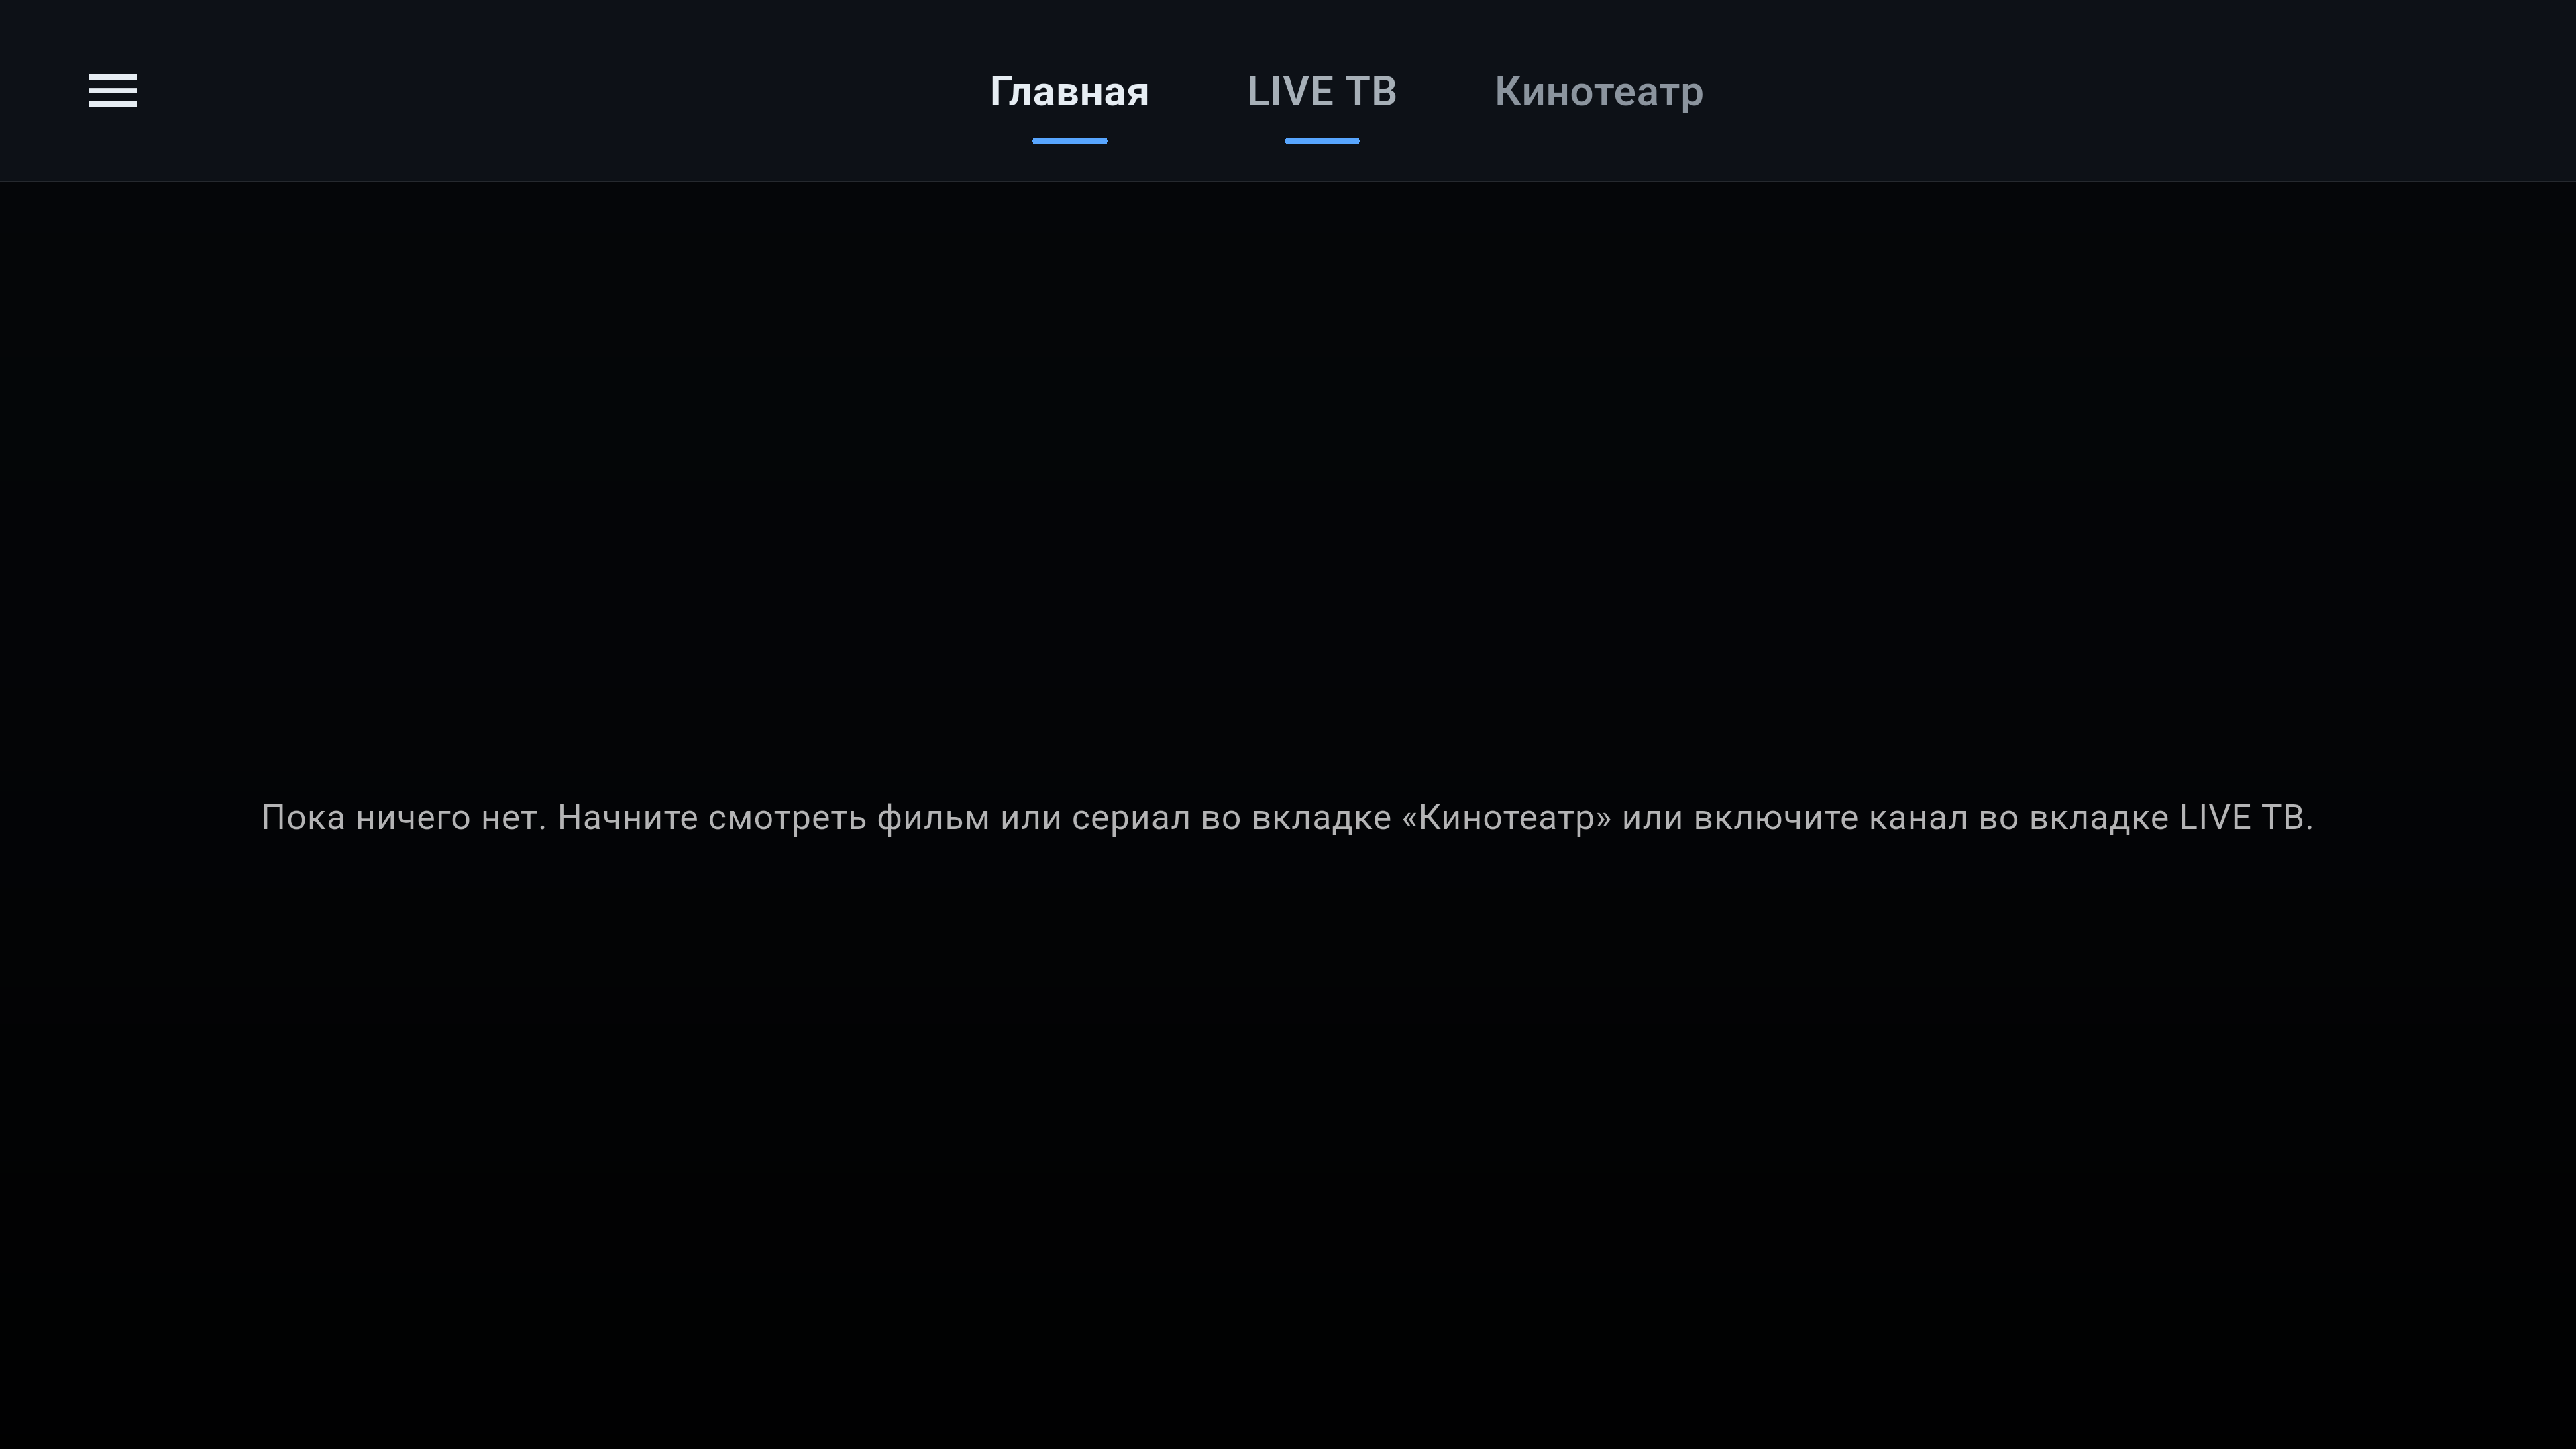 Главная LIVE ТВ Кинотеатр
Пока ничего нет. Начните смотреть фильм или сериал во вкладке «Кинотеатр» или включите канал во вкладке LIVE ТВ.